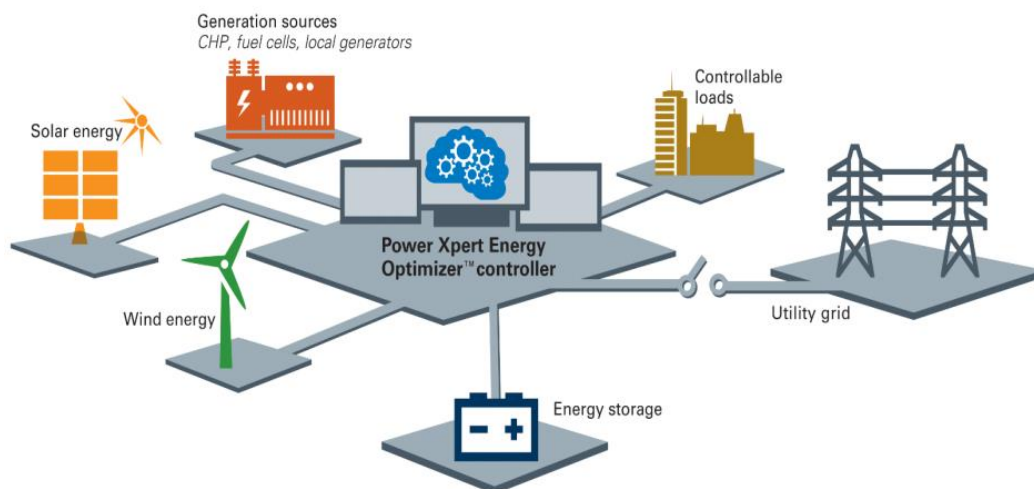 Generation sources
CHP, fuel cells, local generators
Controllable
loads
Solar energy
Power Xpert Energy
Optimizer™ controller
Wind energy
Utility grid
Energy storage